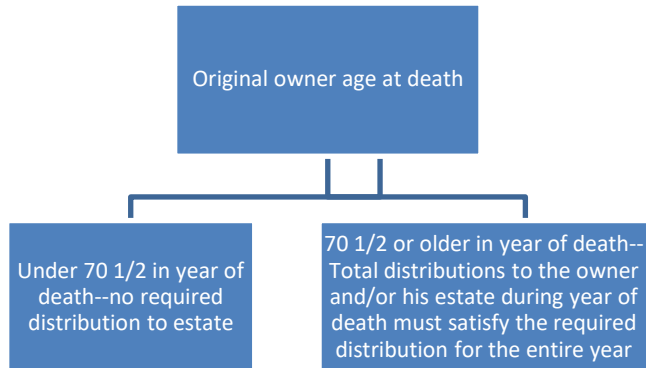 Original owner age at death
Under 70 1/2 in year of
death--no required
distribution to estate
70 1/2 or older in year of death--
Total distributions to the owner
and/or his estate during year of
death must satisfy the required
distribution for the entire year